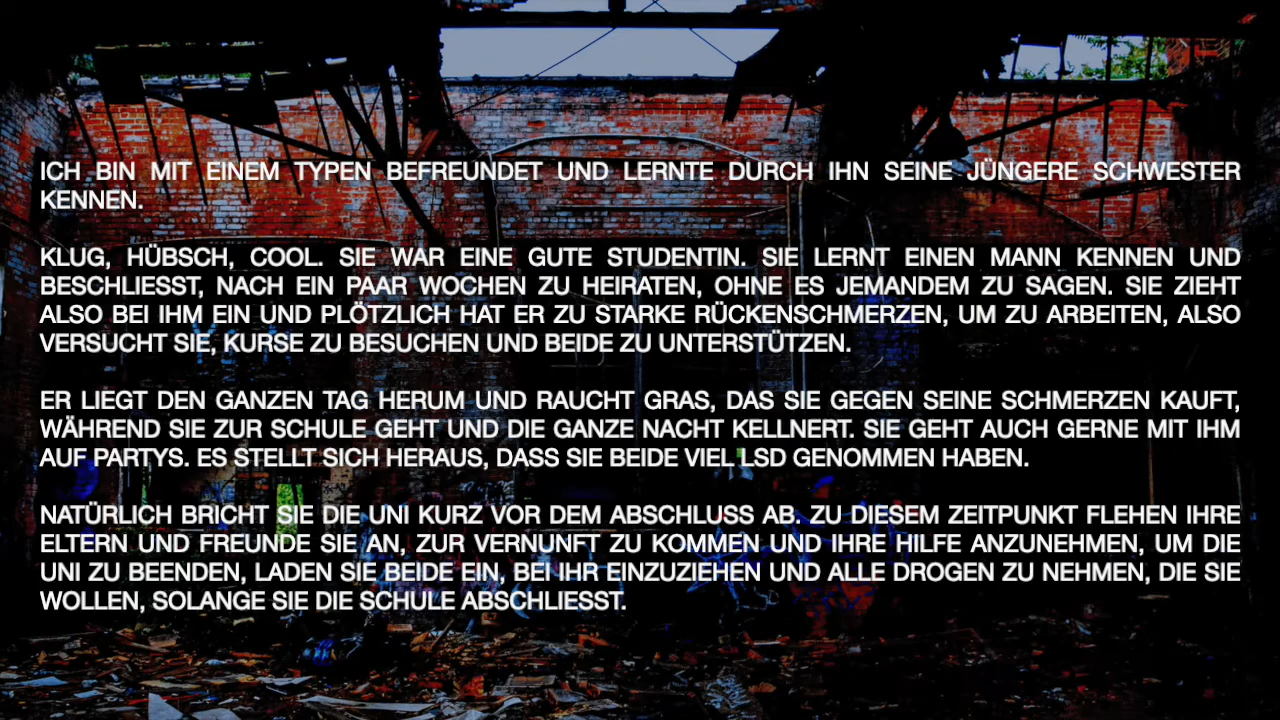 ICH BIN MIT EINEM TYPEN BEFREUNDET UND LERNTE DURCH IHN SEINE JÜNGERE SCHWESTER
KENNEN.
KLUG, HÜBSCH, COOL. SIE WAR EINE GUTE STUDENTIN. SIE LERNT EINEN MANN KENNEN UND
BESCHLIESST, NACH EIN PAAR WOCHEN ZU HEIRATEN, OHNE ES JEMANDEM ZU SAGEN. SIE ZIEHT
ALSO BEI IHM EIN UND PLÖTZLICH HAT ER ZU STARKE RÜCKENSCHMERZEN, UM ZU ARBEITEN, ALSO
VERSUCHT SIE, KURSE ZU BESUCHEN UND BEIDE ZU UNTERSTÜTZEN.
ER LIEGT DEN GANZEN TAG HERUM UND RAUCHT GRAS, DAS SIE GEGEN SEINE SCHMERZEN KAUFT,
WÄHREND SIE ZUR SCHULE GEHT UND DIE GANZE NACHT KELLNERT. SIE GEHT AUCH GERNE MIT IHM
AUF PARTYS. ES STELLT SICH HERAUS, DASS SIE BEIDE VIEL LSD GENOMMEN HABEN.
NATÜRLICH BRICHT SIE DIE UNI KURZ VOR DEM ABSCHLUSS AB. ZU DIESEM ZEITPUNKT FLEHEN IHRE
ELTERN UND FREUNDE SIE AN, ZUR VERNUNFT ZU KOMMEN UND IHRE HILFE ANZUNEHMEN, UM DIE
UNI ZU BEENDEN, LADEN SIE BEIDE EIN, BEI IHR EINZUZIEHEN UND ALLE DROGEN ZU NEHMEN, DIE SIE
WOLLEN, SOLANGE SIE DIE SCHULE ABSCHLIESST.